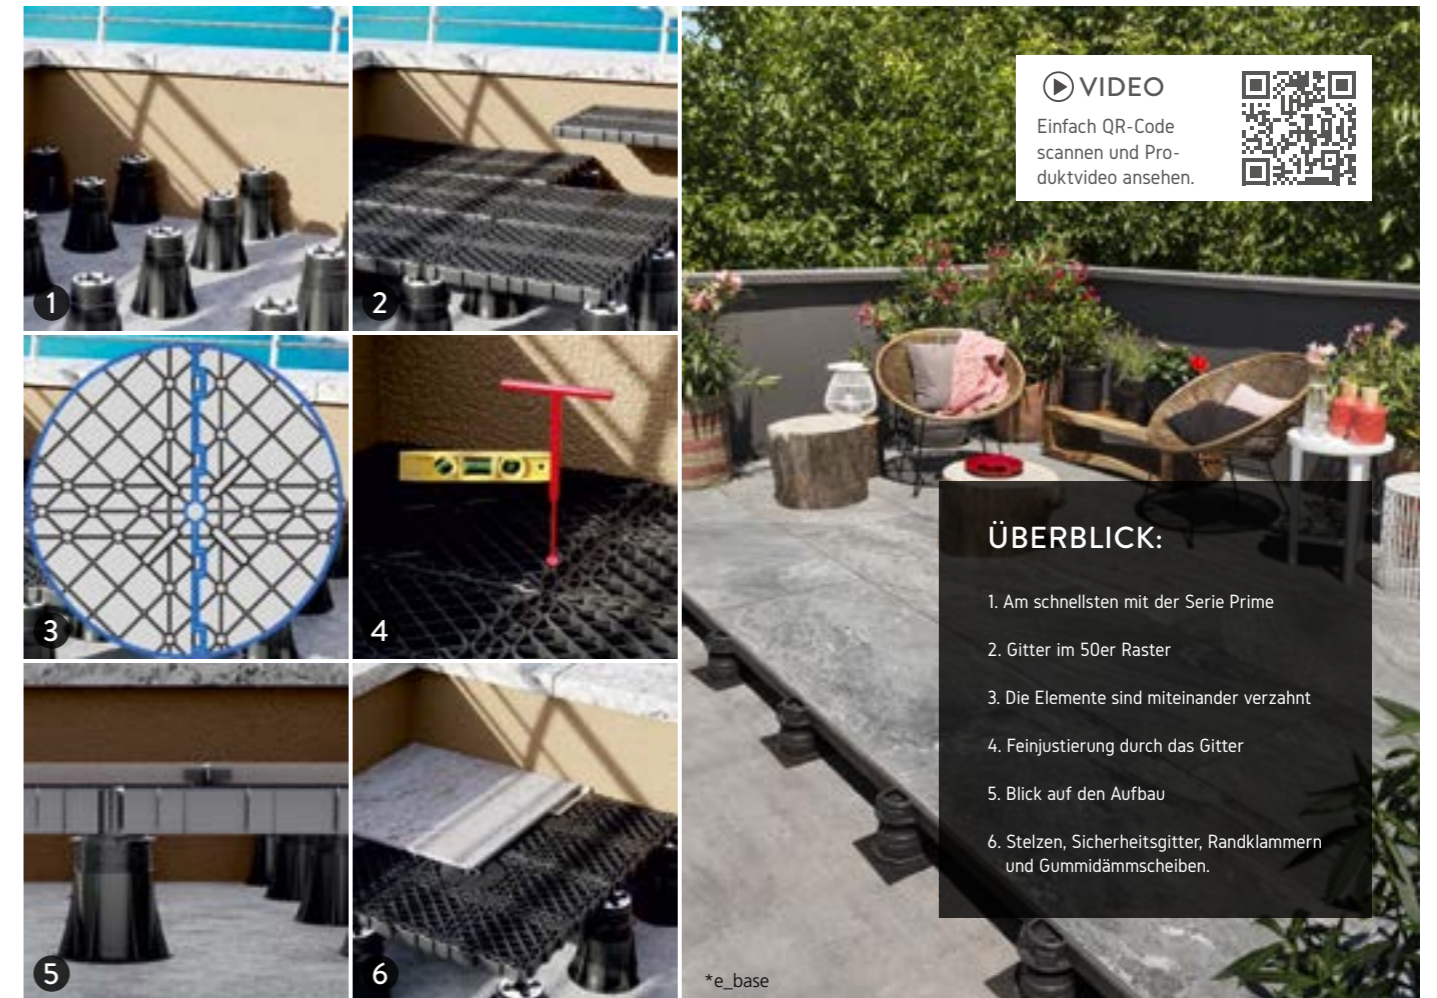 1
2
3
4
5
6
VIDEO
Einfach QR-Code
scannen und Pro-
duktvideo ansehen.
ÜBERBLICK:
1. Am schnellsten mit der Serie Prime
2. Gitter im 50er Raster
3. Die Elemente sind miteinander verzahnt
4. Feinjustierung durch das Gitter
5. Blick auf den Aufbau
6. Stelzen, Sicherheitsgitter, Randklammern
und Gummidämmscheiben.
*e_base